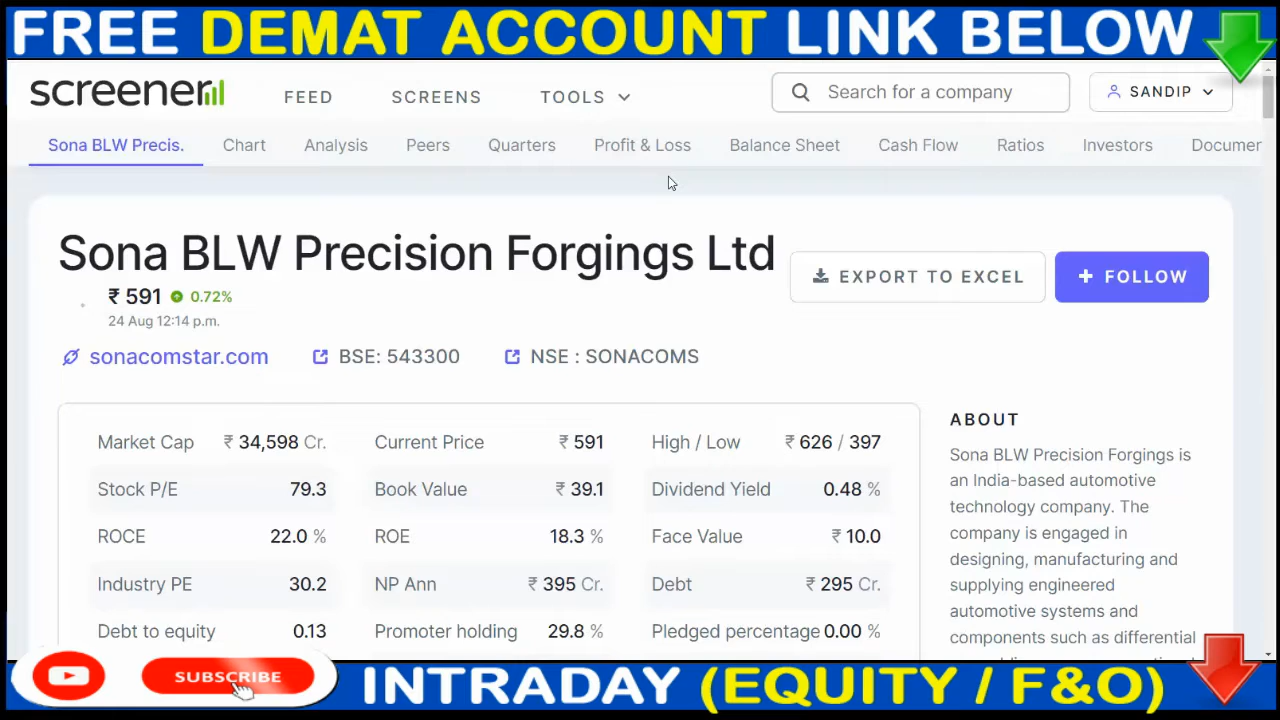 FREE DEMAT ACCOUNT LINK BELOW
screener
FEED SCREENS TOOLS
Search for a company
SANDIP
Sona BLW Precis. Chart Analysis Peers Quarters Profit & Loss Balance Sheet Cash Flow Ratios Investors Documen
Sona BLW Precision Forgings Ltd
EXPORT TO EXCEL
+ FOLLOW
₹ 591 0.72%
24 Aug 12:14 p.m.
sonacomstar.com BSE: 543300 NSE : SONACOMS
Market Cap ₹ 34,598 Cr. Current Price ₹ 591 High / Low ₹ 626 / 397
Stock P/E 79.3 Book Value ₹ 39.1 Dividend Yield 0.48 %
ROCE 22.0 % ROE 18.3 % Face Value ₹ 10.0
Industry PE 30.2 NP Ann ₹ 395 Cr. Debt ₹ 295 Cr.
Debt to equity 0.13 Promoter holding 29.8 % Pledged percentage 0.00 %
ABOUT
Sona BLW Precision Forgings is
an India-based automotive
technology company. The
company is engaged in
designing, manufacturing and
supplying engineered
automotive systems and
components such as differential
SUBSCRIBE
INTRADAY (EQUITY / F&O)